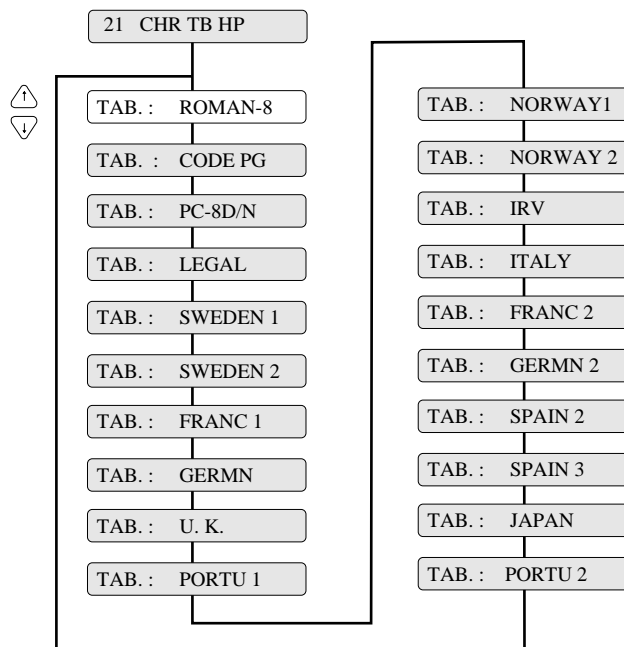 21 CHR TB HP
TAB. : ROMAN-8
TAB. : CODE PG
TAB. : PC-8D/N
TAB. : LEGAL
TAB. : SWEDEN 1
TAB. : SWEDEN 2
TAB. : FRANC 1
TAB. : GERMN
TAB. : U. K.
TAB. : PORTU 1
TAB. : NORWAY1
TAB. : NORWAY 2
TAB. : IRV
TAB. : ITALY
TAB. : FRANC 2
TAB. : GERMN 2
TAB. : SPAIN 2
TAB. : SPAIN 3
TAB. : JAPAN
TAB. : PORTU 2